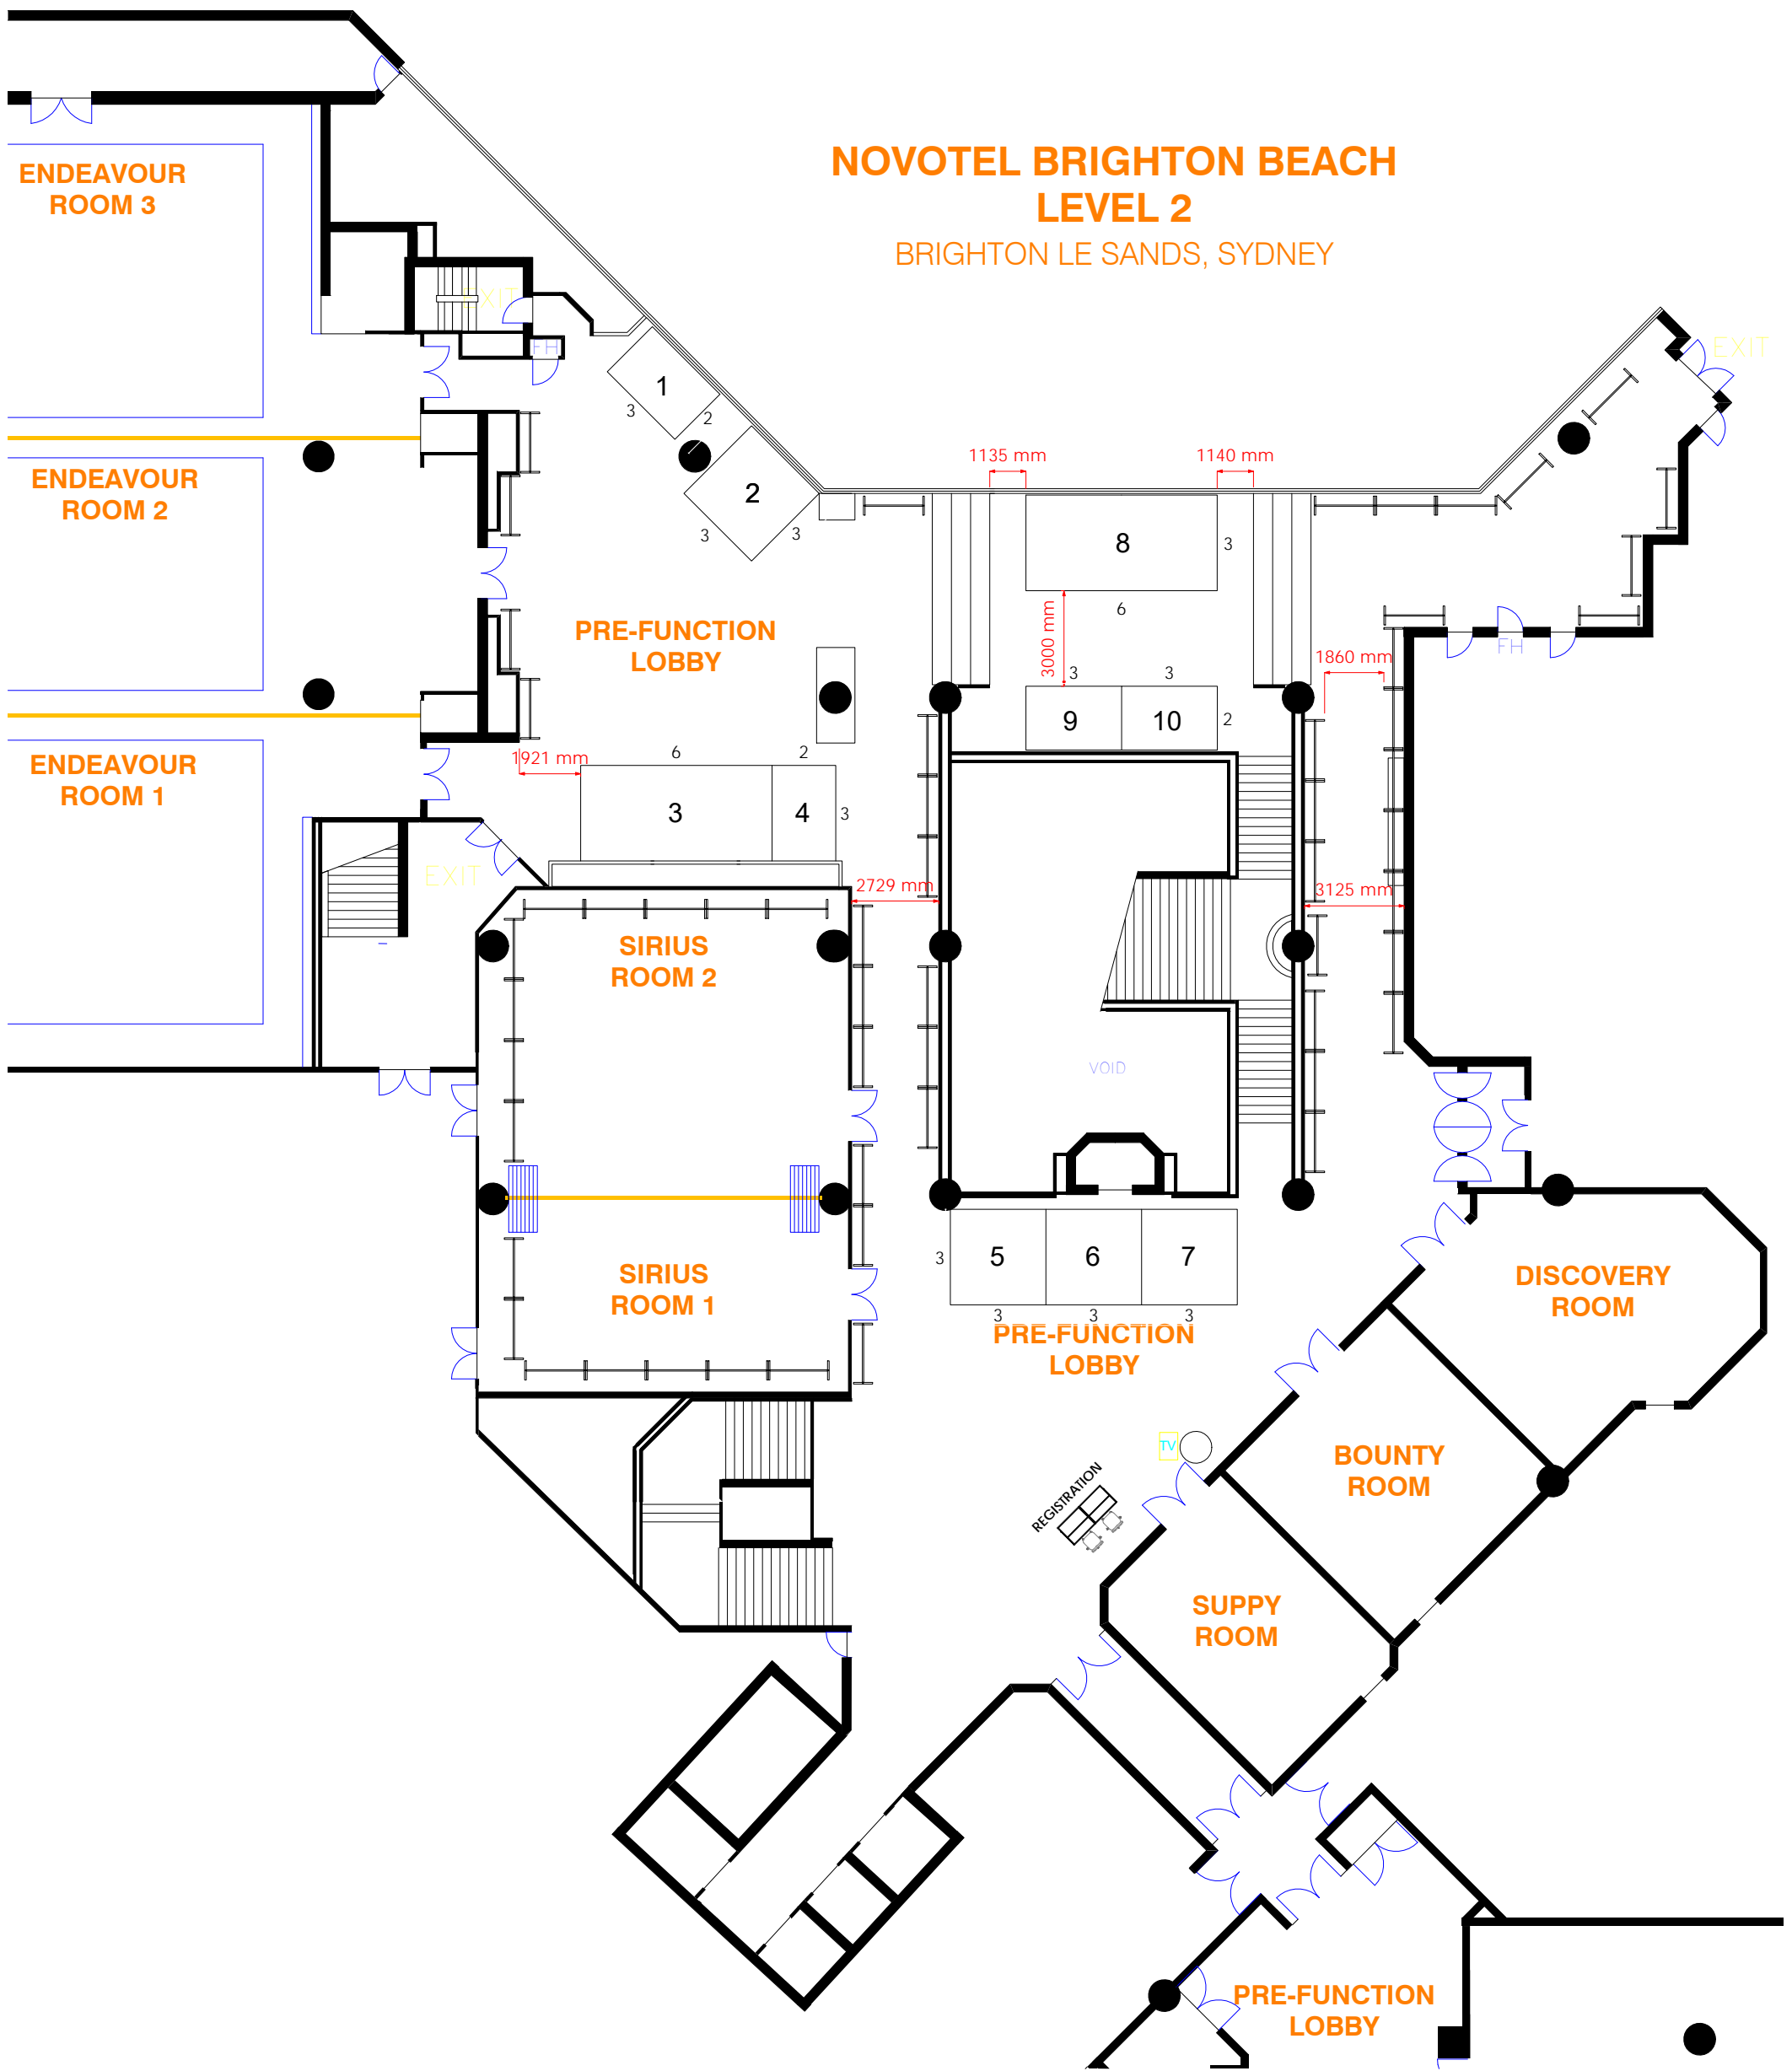 NOVOTEL BRIGHTON BEACH
LEVEL 2
BRIGHTON LE SANDS, SYDNEY
ENDEAVOUR
ROOM 3
EXIT
FH
EXIT
1
3
2
ENDEAVOUR
ROOM 2
2
3
3
1135 mm
1140 mm
8
3
6
3000 mm
PRE-FUNCTION
LOBBY
FH
1860 mm
3
3
9
10
2
ENDEAVOUR
ROOM 1
1921 mm
6
2
3
4
3
EXIT
2729 mm
3125 mm
SIRIUS
ROOM 2
VOID
SIRIUS
ROOM 1
3
5
6
7
3
3
3
PRE-FUNCTION
LOBBY
DISCOVERY
ROOM
TV
REGISTRATION
BOUNTY
ROOM
SUPPY
ROOM
PRE-FUNCTION
LOBBY